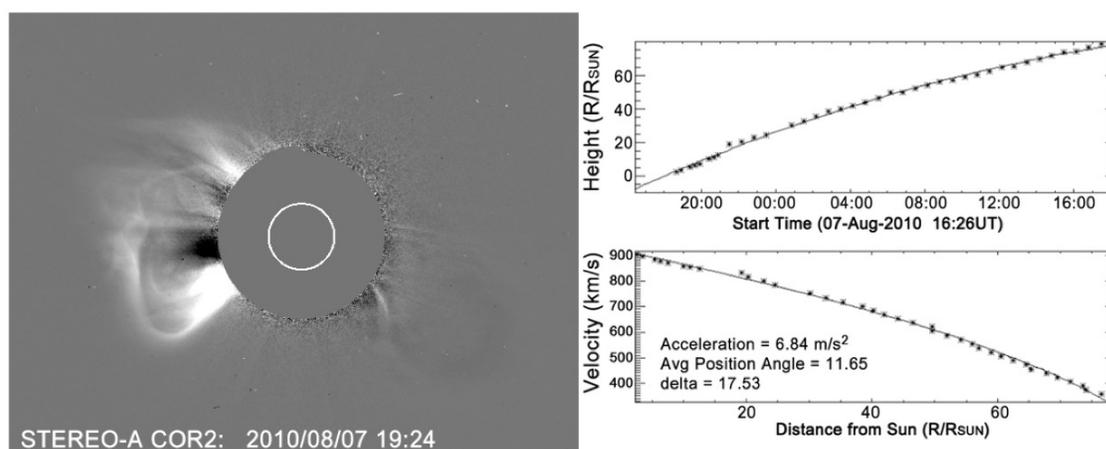 STEREO-A COR2: 2010/08/07 19:24
Height (R/RSUN)
60
40
20
0
20:00 00:00 04:00 08:00 12:00 16:00
Start Time (07-Aug-2010 16:26UT)
Velocity (km/s)
900
800
700
600
500
400
Acceleration = 6.84 m/s²
Avg Position Angle = 11.65
delta = 17.53
20 40 60
Distance from Sun (R/RSUN)